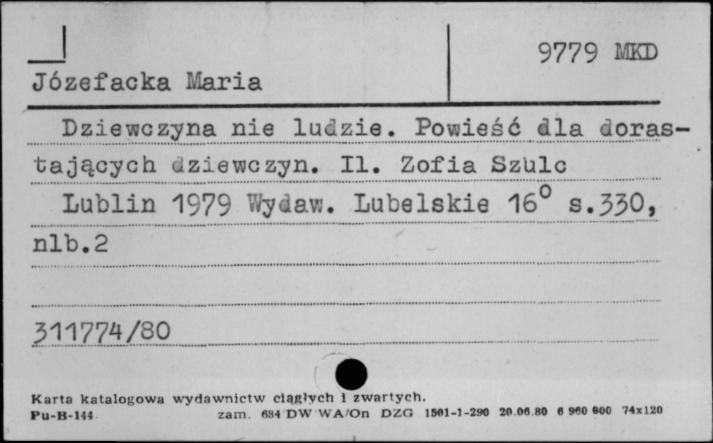 9779 MKD
Józefacka Maria
Dziewczyna nie ludzie. Powieść dla doras-
tających dziewczyn. Il. Zofia Szulc
Lublin 1979 Wydaw. Lubelskie 16° s.330,
nlb.2
311774/80
Karta katalogowa wydawnictw ciągłych i zwartych.
Pu-B-144 zam. 684 DW WA/On DZG 1501-1-290 20.06.80 6 960 800 74x120